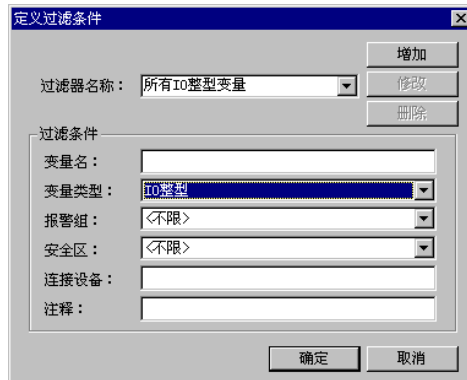 定义过滤条件
增加
过滤器名称：
所有IO整型变量
修改
删除
过滤条件
变量名：
变量类型：
IO整型
报警组：
<不限>
安全区：
<不限>
连接设备：
注释：
确定
取消